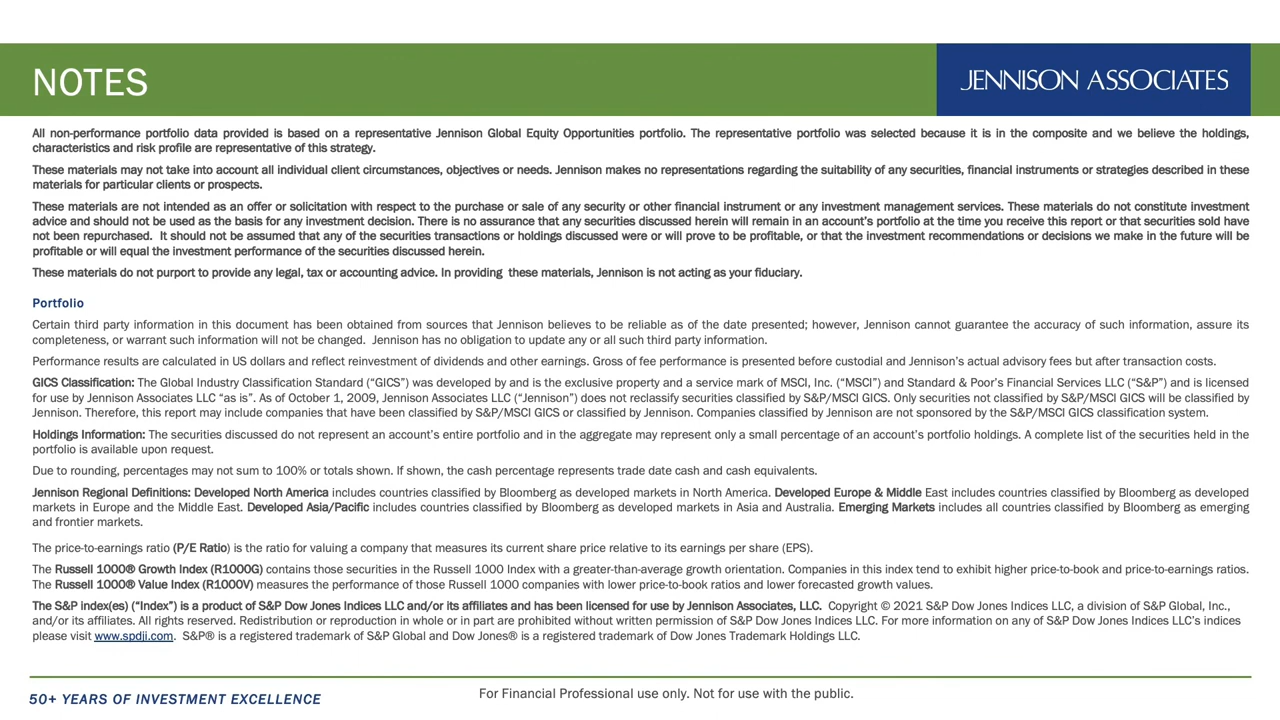 NOTES
JENNISON ASSOCIATES
All non-performance portfolio data provided is based on a representative Jennison Global Equity Opportunities portfolio. The representative portfolio was selected because it is in the composite and we believe the holdings,
characteristics and risk profile are representative of this strategy.
These materials may not take into account all individual client circumstances, objectives or needs. Jennison makes no representations regarding the suitability of any securities, financial instruments or strategies described in these
materials for particular clients or prospects.
These materials are not intended as an offer or solicitation with respect to the purchase or sale of any security or other financial instrument or any investment management services. These materials do not constitute investment
advice and should not be used as the basis for any investment decision. There is no assurance that any securities discussed herein will remain in an account's portfolio at the time you receive this report or that securities sold have
not been repurchased. It should not be assumed that any of the securities transactions or holdings discussed were or will prove to be profitable, or that the investment recommendations or decisions we make in the future will be
profitable or will equal the investment performance of the securities discussed herein.
These materials do not purport to provide any legal, tax or accounting advice. In providing these materials, Jennison is not acting as your fiduciary.
Portfolio
Certain third party information in this document has been obtained from sources that Jennison believes to be reliable as of the date presented; however, Jennison cannot guarantee the accuracy of such information, assure its
completeness, or warrant such information will not be changed. Jennison has no obligation to update any or all such third party information.
Performance results are calculated in US dollars and reflect reinvestment of dividends and other earnings. Gross of fee performance is presented before custodial and Jennison's actual advisory fees but after transaction costs.
GICS Classification: The Global Industry Classification Standard ("GICS") was developed by and is the exclusive property and a service mark of MSCI, Inc. ("MSCI") and Standard & Poor's Financial Services LLC ("S&P") and is licensed
for use by Jennison Associates LLC "as is". As of October 1, 2009, Jennison Associates LLC ("Jennison") does not reclassify securities classified by S&P/MSCI GICS. Only securities not classified by S&P/MSCI GICS will be classified by
Jennison. Therefore, this report may include companies that have been classified by S&P/MSCI GICS or classified by Jennison. Companies classified by Jennison are not sponsored by the S&P/MSCI GICS classification system.
Holdings Information: The securities discussed do not represent an account's entire portfolio and in the aggregate may represent only a small percentage of an account's portfolio holdings. A complete list of the securities held in the
portfolio is available upon request.
Due to rounding, percentages may not sum to 100% or totals shown. If shown, the cash percentage represents trade date cash and cash equivalents.
Jennison Regional Definitions: Developed North America includes countries classified by Bloomberg as developed markets in North America. Developed Europe & Middle East includes countries classified by Bloomberg as developed
markets in Europe and the Middle East. Developed Asia/Pacific includes countries classified by Bloomberg as developed markets in Asia and Australia. Emerging Markets includes all countries classified by Bloomberg as emerging
and frontier markets.
The price-to-earnings ratio (P/E Ratio) is the ratio for valuing a company that measures its current share price relative to its earnings per share (EPS).
The Russell 1000® Growth Index (R1000G) contains those securities in the Russell 1000 Index with a greater-than-average growth orientation. Companies in this index tend to exhibit higher price-to-book and price-to-earnings ratios.
The Russell 1000® Value Index (R1000V) measures the performance of those Russell 1000 companies with lower price-to-book ratios and lower forecasted growth values.
The S&P index(es) ("Index") is a product of S&P Dow Jones Indices LLC and/or its affiliates and has been licensed for use by Jennison Associates, LLC. Copyright © 2021 S&P Dow Jones Indices LLC, a division of S&P Global, Inc.,
and/or its affiliates. All rights reserved. Redistribution or reproduction in whole or in part are prohibited without written permission of S&P Dow Jones Indices LLC. For more information on any of S&P Dow Jones Indices LLC's indices
please visit www.spdji.com. S&P® is a registered trademark of S&P Global and Dow Jones® is a registered trademark of Dow Jones Trademark Holdings LLC.
50+ YEARS OF INVESTMENT EXCELLENCE
For Financial Professional use only. Not for use with the public.